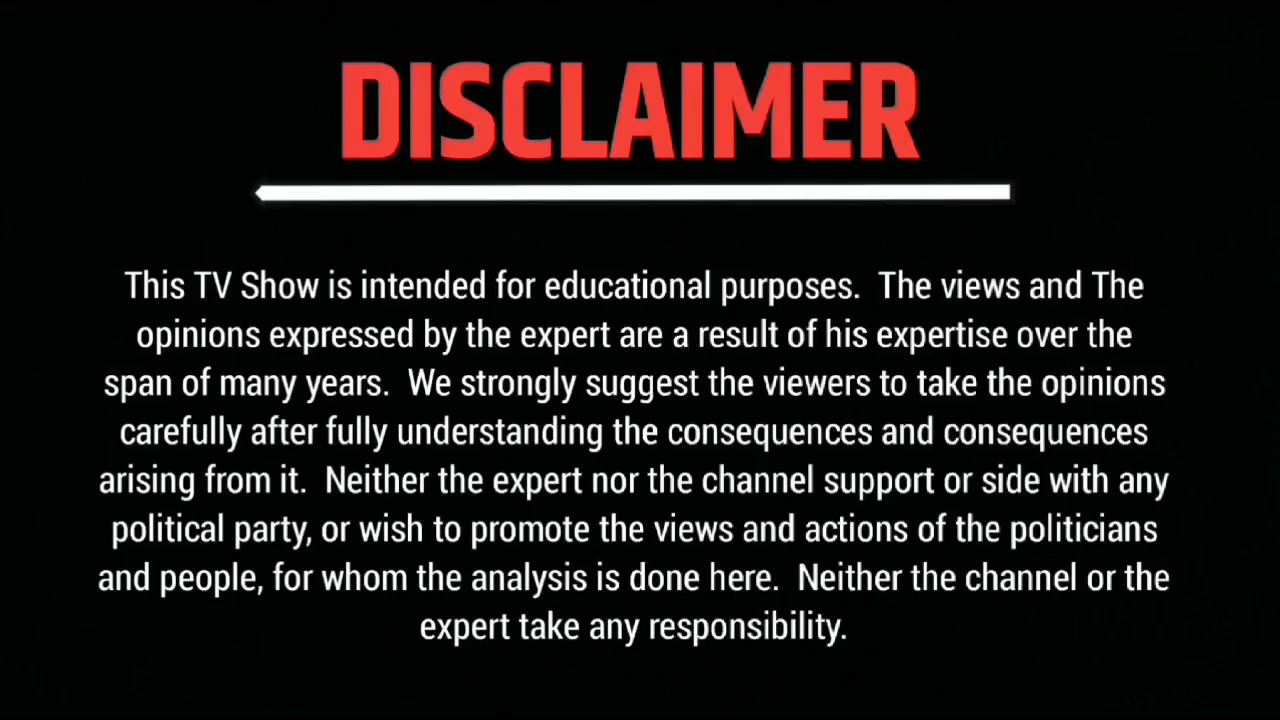 DISCLAIMER
This TV Show is intended for educational purposes.  The views and The
opinions expressed by the expert are a result of his expertise over the
span of many years.  We strongly suggest the viewers to take the opinions
carefully after fully understanding the consequences and consequences
arising from it.  Neither the expert nor the channel support or side with any
political party, or wish to promote the views and actions of the politicians
and people, for whom the analysis is done here.  Neither the channel or the
expert take any responsibility.